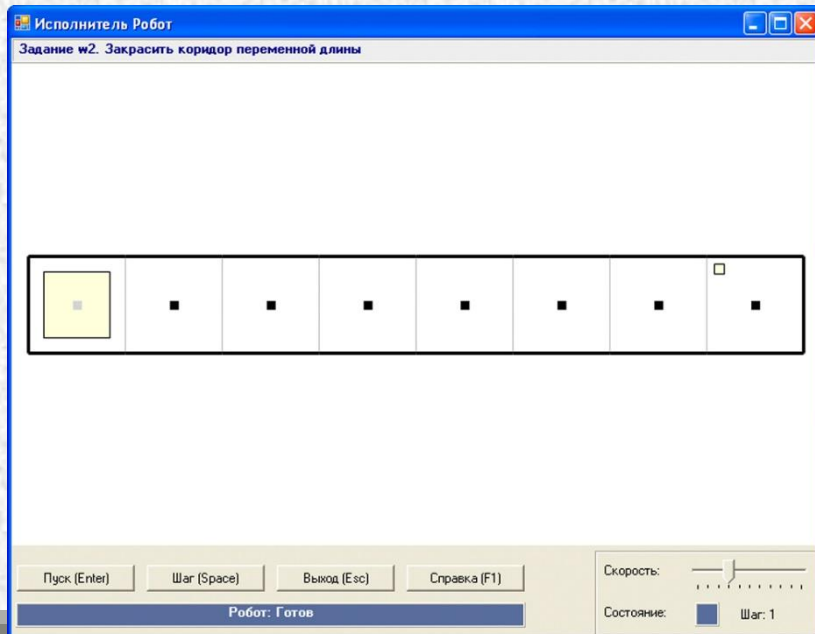 Исполнитель Робот
Задание w2. Закрасить коридор переменной длины
Пуск (Enter)
Шаг (Space)
Выход (Esc)
Справка (F1)
Скорость:
Робот: Готов
Состояние:
Шаг: 1